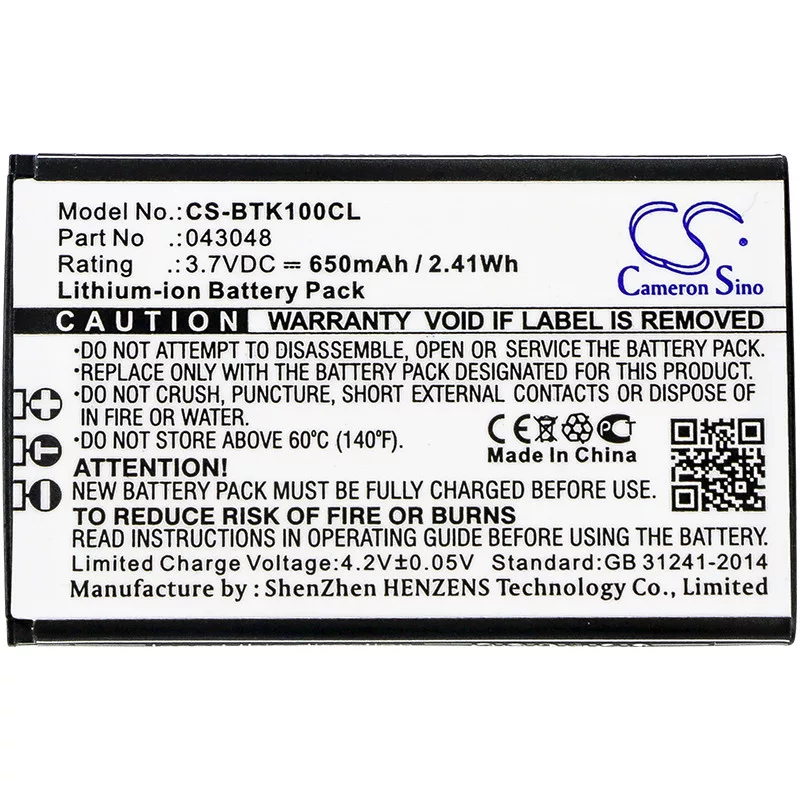 Model No.: CS-BTK100CL
Part No .: 043048
Rating .: 3.7VDC ⎓ 650mAh / 2.41Wh
Lithium-ion Battery Pack
CS
Cameron Sino
CAUTION WARRANTY VOID IF LABEL IS REMOVED
•DO NOT ATTEMPT TO DISASSEMBLE, OPEN OR SERVICE THE BATTERY PACK.
•REPLACE ONLY WITH THE SAME BATTERY FOR THE DESIGNATED PRODUCT.
•DO NOT CRUSH, PUNCTURE, SHORT EXTERNAL CONTACTS OR DISPOSE OF
IN FIRE OR WATER.
•DO NOT STORE ABOVE 60°C (140°F).
CE PCT
Made In China
ATTENTION!
NEW BATTERY PACK MUST BE FULLY CHARGED BEFORE USE.
TO REDUCE RISK OF FIRE OR BURNS
READ INSTRUCTIONS IN OPERATING GUIDE BEFORE USING THE BATTERY.
Limited Charge Voltage:4.2V±0.05V Standard:GB 31241-2014
Manufacture by : ShenZhen HENZENS Technology Co., Limited